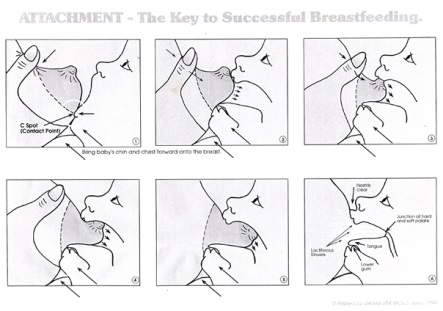 ATTACHMENT - The Key to Successful Breastfeeding.
C Spot
(Contact Point)
Bring baby's chin and chest forward onto the breast.
1
2
3
4
5
6
Nostrils
clear
Junction of hard
and soft palate
Lactiferous
Sinuses
Tongue
Lower
gum